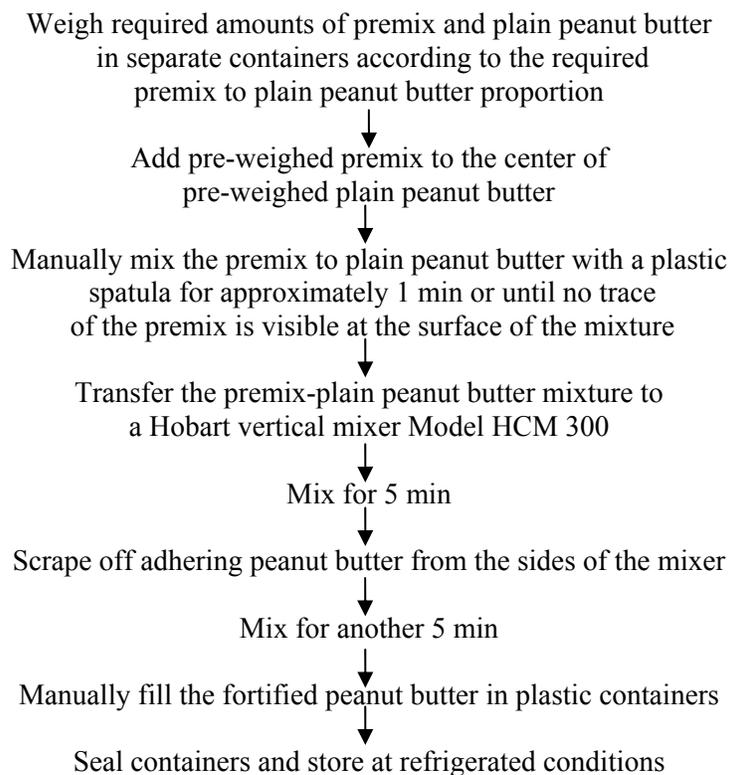 Weigh required amounts of premix and plain peanut butter
in separate containers according to the required
premix to plain peanut butter proportion
Add pre-weighed premix to the center of
pre-weighed plain peanut butter
Manually mix the premix to plain peanut butter with a plastic
spatula for approximately 1 min or until no trace
of the premix is visible at the surface of the mixture
Transfer the premix-plain peanut butter mixture to
a Hobart vertical mixer Model HCM 300
Mix for 5 min
Scrape off adhering peanut butter from the sides of the mixer
Mix for another 5 min
Manually fill the fortified peanut butter in plastic containers
Seal containers and store at refrigerated conditions